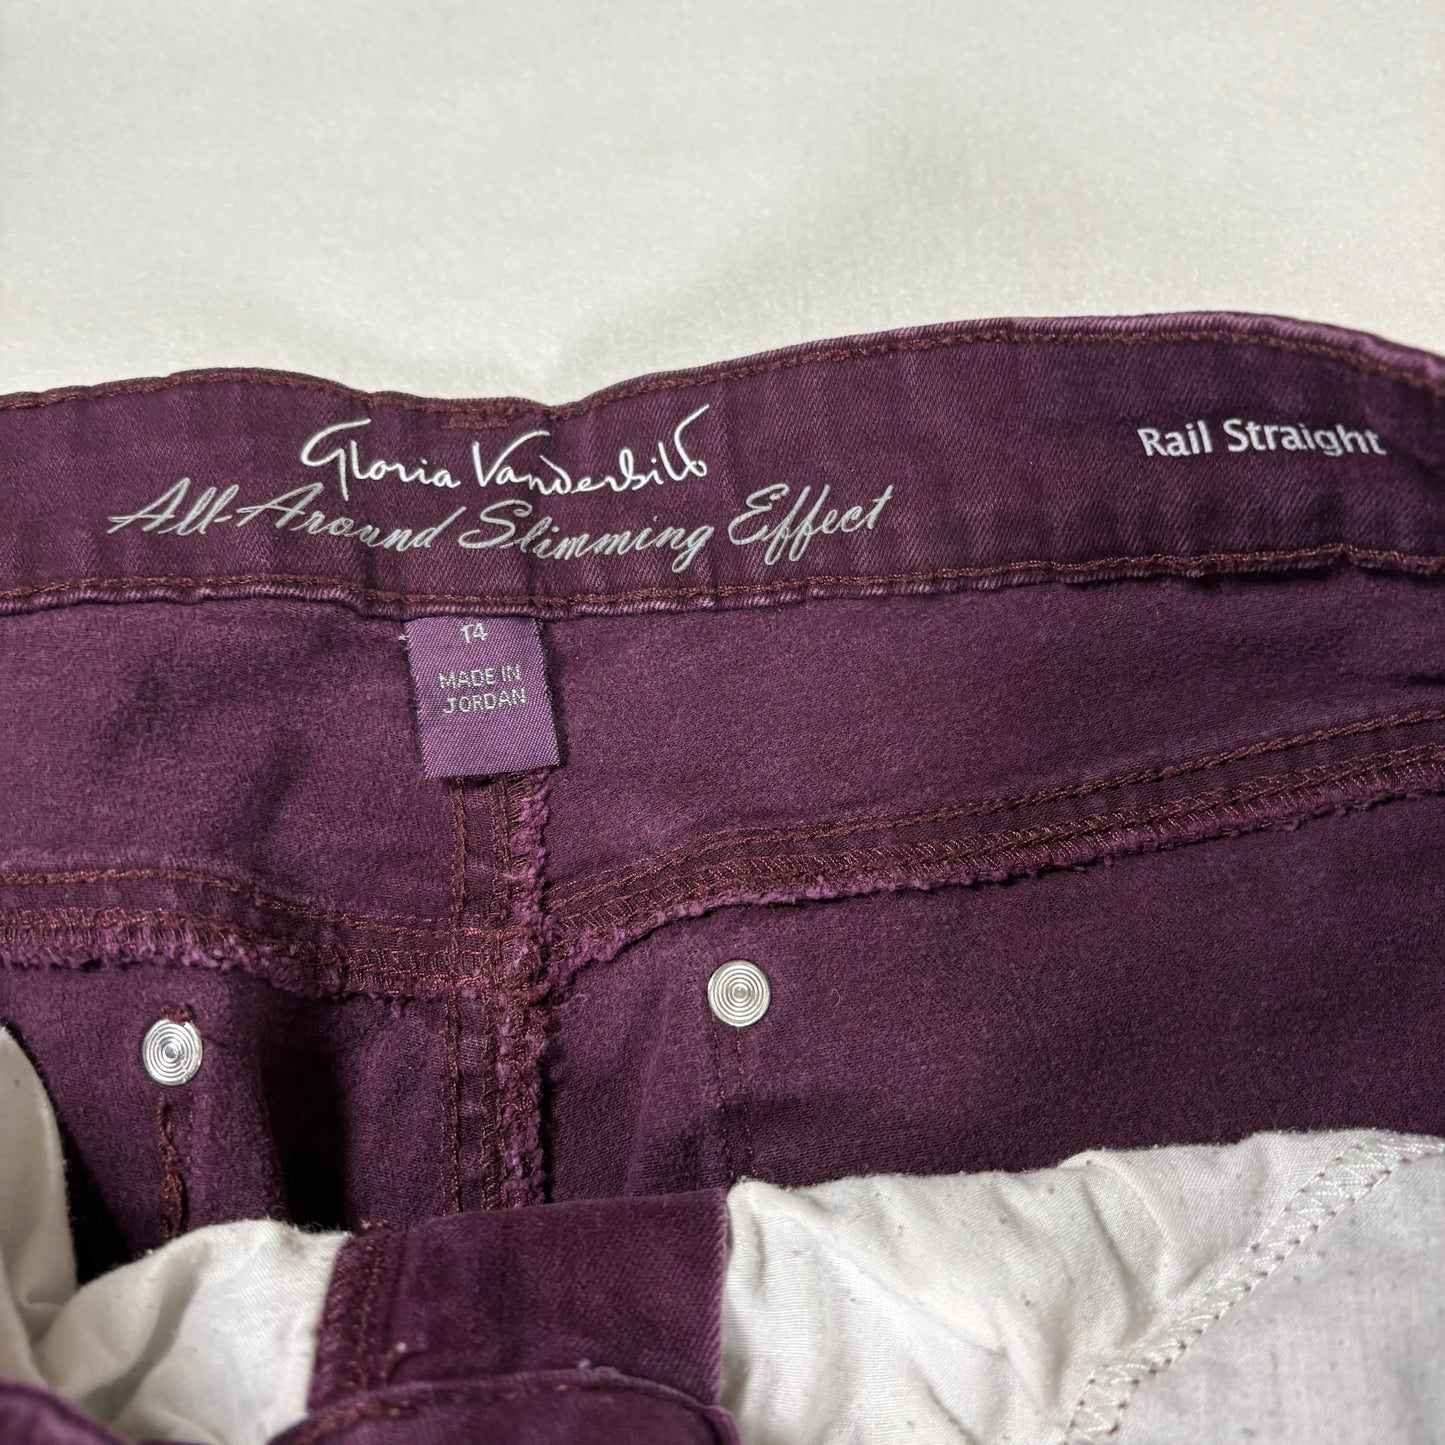 Gloria Vanderbilt
All-Around Slimming Effect
Rail Straight
14
MADE IN
JORDAN